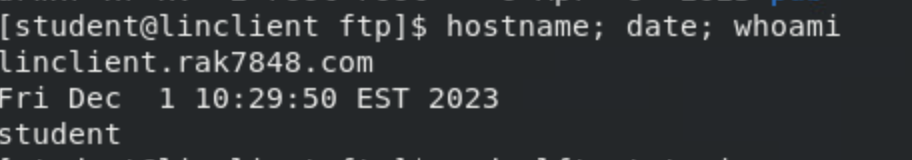 [student@linclient ftp]$ hostname; date; whoami
linclient.rak7848.com
Fri Dec  1 10:29:50 EST 2023
student